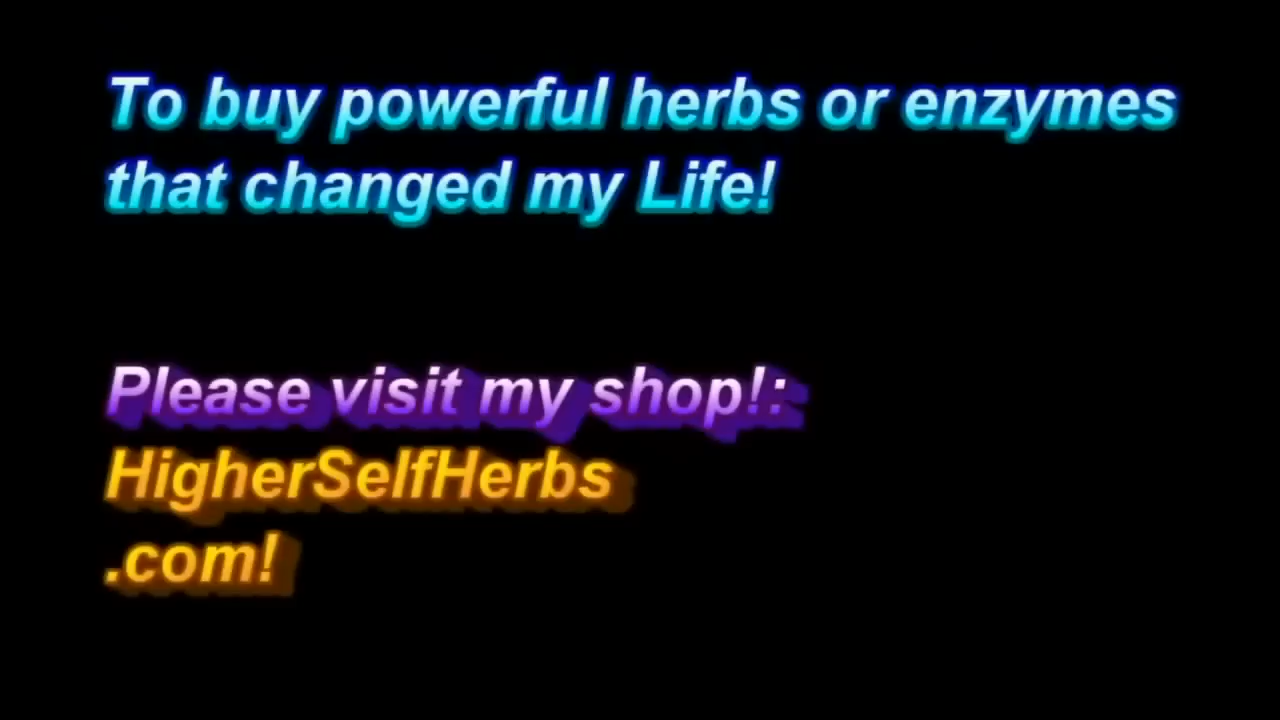 To buy powerful herbs or enzymes
that changed my Life!
Please visit my shop!:
HigherSelfHerbs
.com!